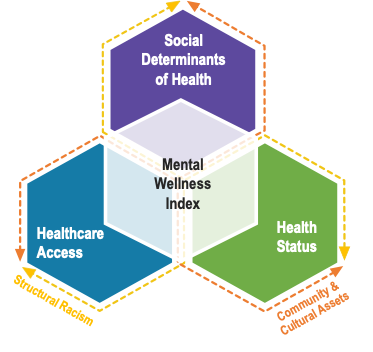 Social
Determinants
of Health
Mental
Wellness
Index
Healthcare
Access
Health
Status
Structural Racism
Community &
Cultural Assets